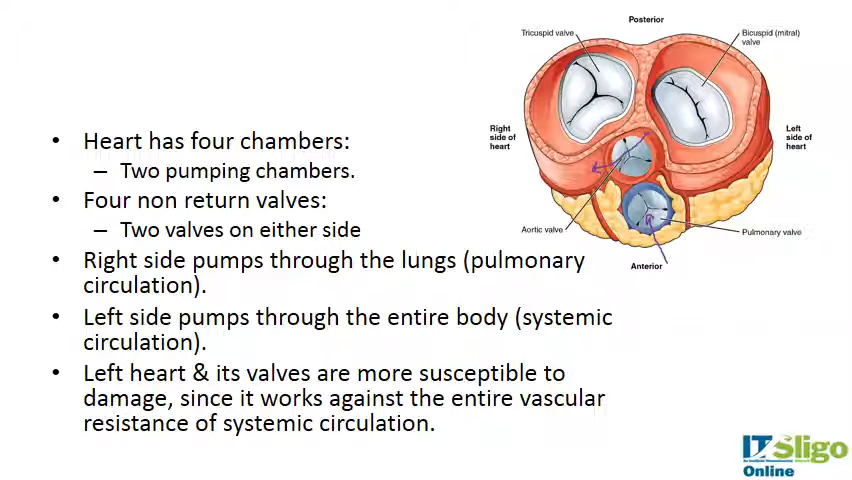 Posterior
Tricuspid valve
Bicuspid (mitral)
valve
Right
side of
heart
Left
side of
heart
Aortic valve
Pulmonary valve
Anterior
• Heart has four chambers:
– Two pumping chambers.
• Four non return valves:
– Two valves on either side
• Right side pumps through the lungs (pulmonary
circulation).
• Left side pumps through the entire body (systemic
circulation).
• Left heart & its valves are more susceptible to
damage, since it works against the entire vascular
resistance of systemic circulation.
IT Sligo
Online